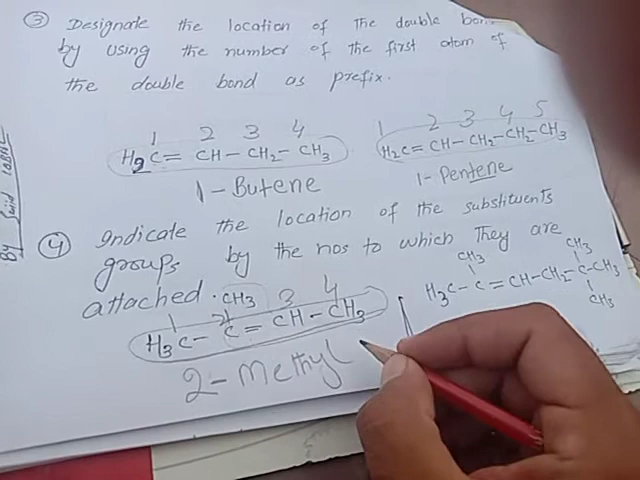 ③ Designate the location of the double bon
by using the number of the first atom of
the double bond as prefix.
1 2 3 4
H2C = CH - CH2 - CH3
1 - Butene
1 2 3 4 5
H2C = CH - CH2 - CH2 - CH3
1 - Pentene
④ Indicate the location of the substituents
groups by the nos to which they are
attached.
CH3
1 2 3 4
H3C - C = CH - CH3
2 - Methyl
CH3 CH3
H3C - C = CH - CH2 - C - CH3
CH3
By Said